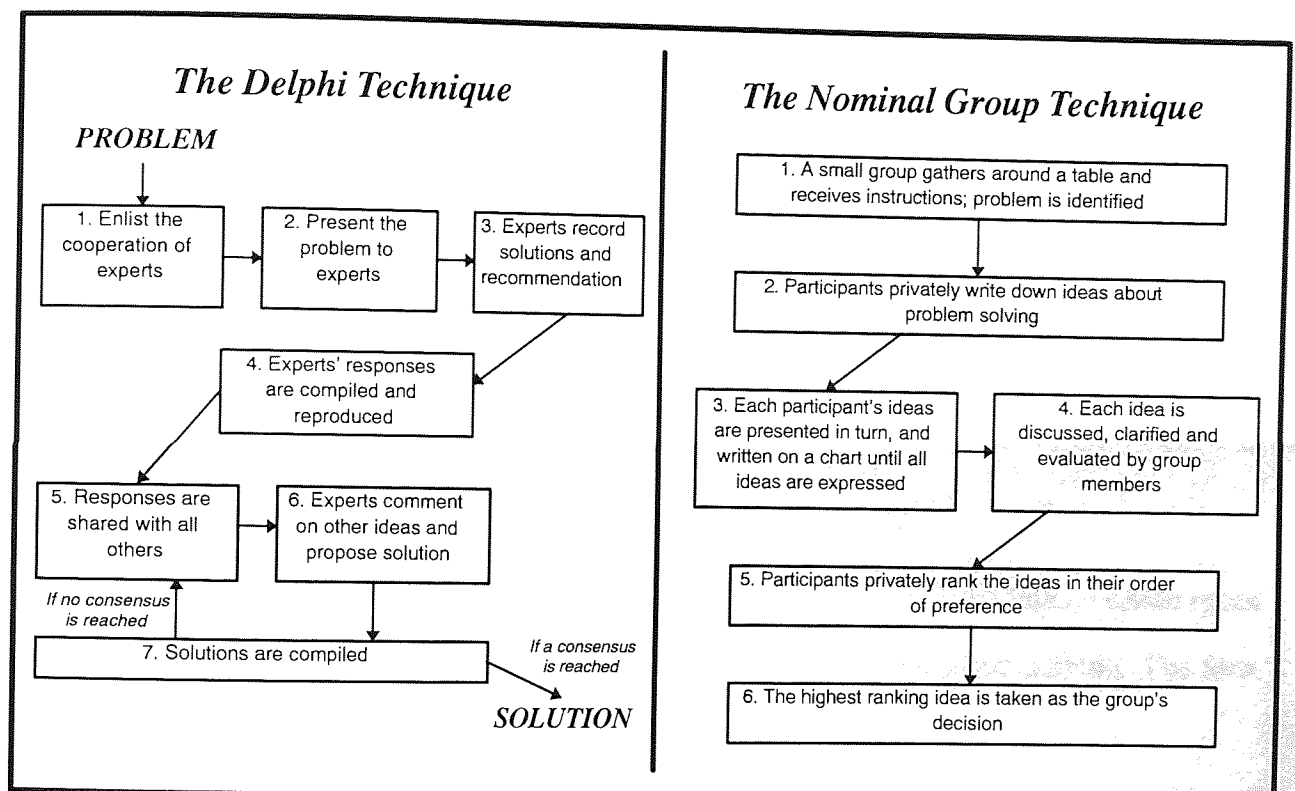 The Delphi Technique
PROBLEM
1. Enlist the
cooperation of
experts
2. Present the
problem to
experts
3. Experts record
solutions and
recommendation
4. Experts' responses
are compiled and
reproduced
5. Responses are
shared with all
others
6. Experts comment
on other ideas and
propose solution
If no consensus
is reached
7. Solutions are compiled
If a consensus
is reached
SOLUTION
The Nominal Group Technique
1. A small group gathers around a table and
receives instructions; problem is identified
2. Participants privately write down ideas about
problem solving
3. Each participant's ideas
are presented in turn, and
written on a chart until all
ideas are expressed
4. Each idea is
discussed, clarified and
evaluated by group
members
5. Participants privately rank the ideas in their order
of preference
6. The highest ranking idea is taken as the group's
decision